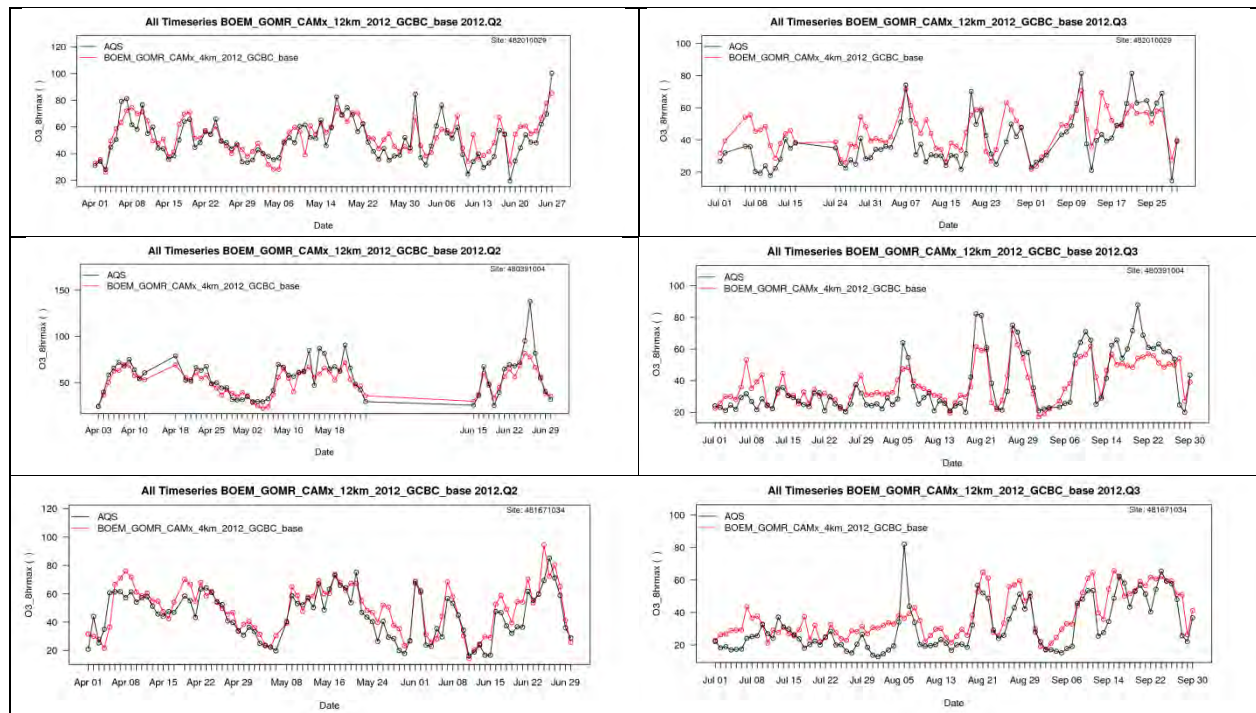 All Timeseries BOEM_GOMR_CAMx_12km_2012_GCBC_base 2012.Q2
Site: 482010029
AQS
BOEM_GOMR_CAMx_4km_2012_GCBC_base
O3_8hrmax ( )
120
100
80
60
40
20
Apr 01 Apr 08 Apr 15 Apr 22 Apr 29 May 06 May 14 May 22 May 30 Jun 06 Jun 13 Jun 20 Jun 27
Date
All Timeseries BOEM_GOMR_CAMx_12km_2012_GCBC_base 2012.Q3
Site: 482010029
AQS
BOEM_GOMR_CAMx_4km_2012_GCBC_base
O3_8hrmax ( )
100
80
60
40
20
Jul 01 Jul 08 Jul 15 Jul 24 Jul 31 Aug 07 Aug 15 Aug 23 Sep 01 Sep 09 Sep 17 Sep 25
Date
All Timeseries BOEM_GOMR_CAMx_12km_2012_GCBC_base 2012.Q2
Site: 480391004
AQS
BOEM_GOMR_CAMx_4km_2012_GCBC_base
O3_8hrmax ( )
150
100
50
Apr 03 Apr 10 Apr 18 Apr 25 May 02 May 10 May 18 Jun 15 Jun 22 Jun 29
Date
All Timeseries BOEM_GOMR_CAMx_12km_2012_GCBC_base 2012.Q3
Site: 480391004
AQS
BOEM_GOMR_CAMx_4km_2012_GCBC_base
O3_8hrmax ( )
100
80
60
40
20
Jul 01 Jul 08 Jul 15 Jul 22 Jul 29 Aug 05 Aug 13 Aug 21 Aug 29 Sep 06 Sep 14 Sep 22 Sep 30
Date
All Timeseries BOEM_GOMR_CAMx_12km_2012_GCBC_base 2012.Q2
Site: 481671034
AQS
BOEM_GOMR_CAMx_4km_2012_GCBC_base
O3_8hrmax ( )
120
100
80
60
40
20
Apr 01 Apr 08 Apr 15 Apr 22 Apr 29 May 08 May 16 May 24 Jun 01 Jun 08 Jun 15 Jun 22 Jun 29
Date
All Timeseries BOEM_GOMR_CAMx_12km_2012_GCBC_base 2012.Q3
Site: 481671034
AQS
BOEM_GOMR_CAMx_4km_2012_GCBC_base
O3_8hrmax ( )
100
80
60
40
20
Jul 01 Jul 08 Jul 15 Jul 22 Jul 29 Aug 05 Aug 13 Aug 21 Aug 29 Sep 06 Sep 14 Sep 22 Sep 30
Date